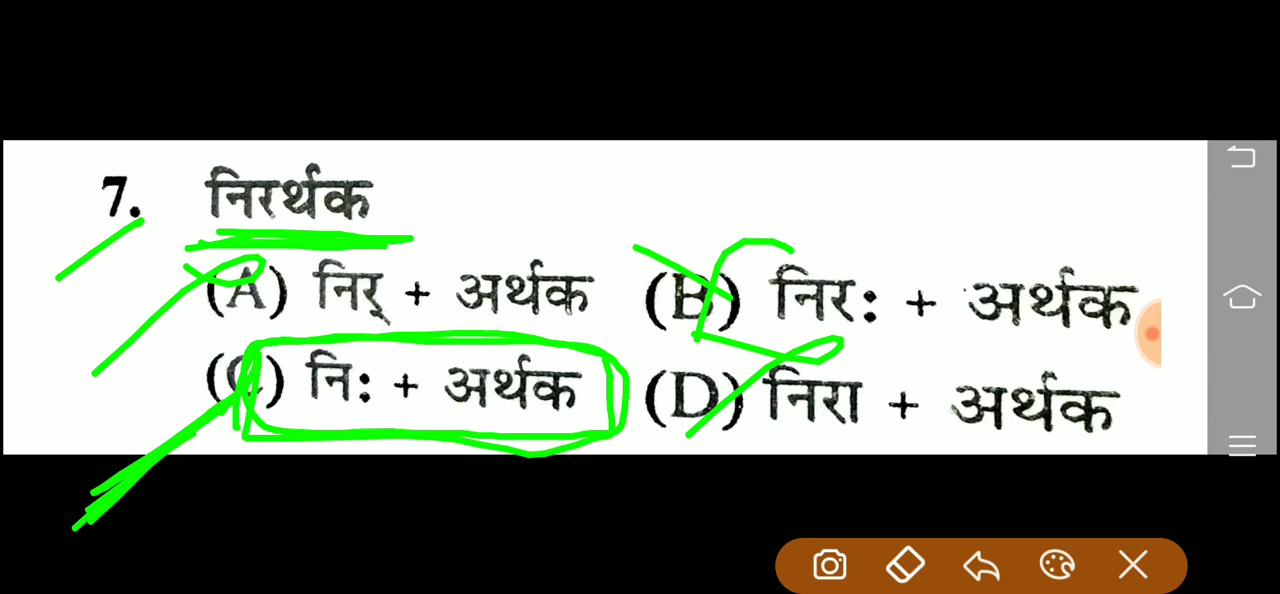 7. निरर्थक
(A) निर् + अर्थक (B) निर: + अर्थक
(C) नि: + अर्थक (D) निरा + अर्थक